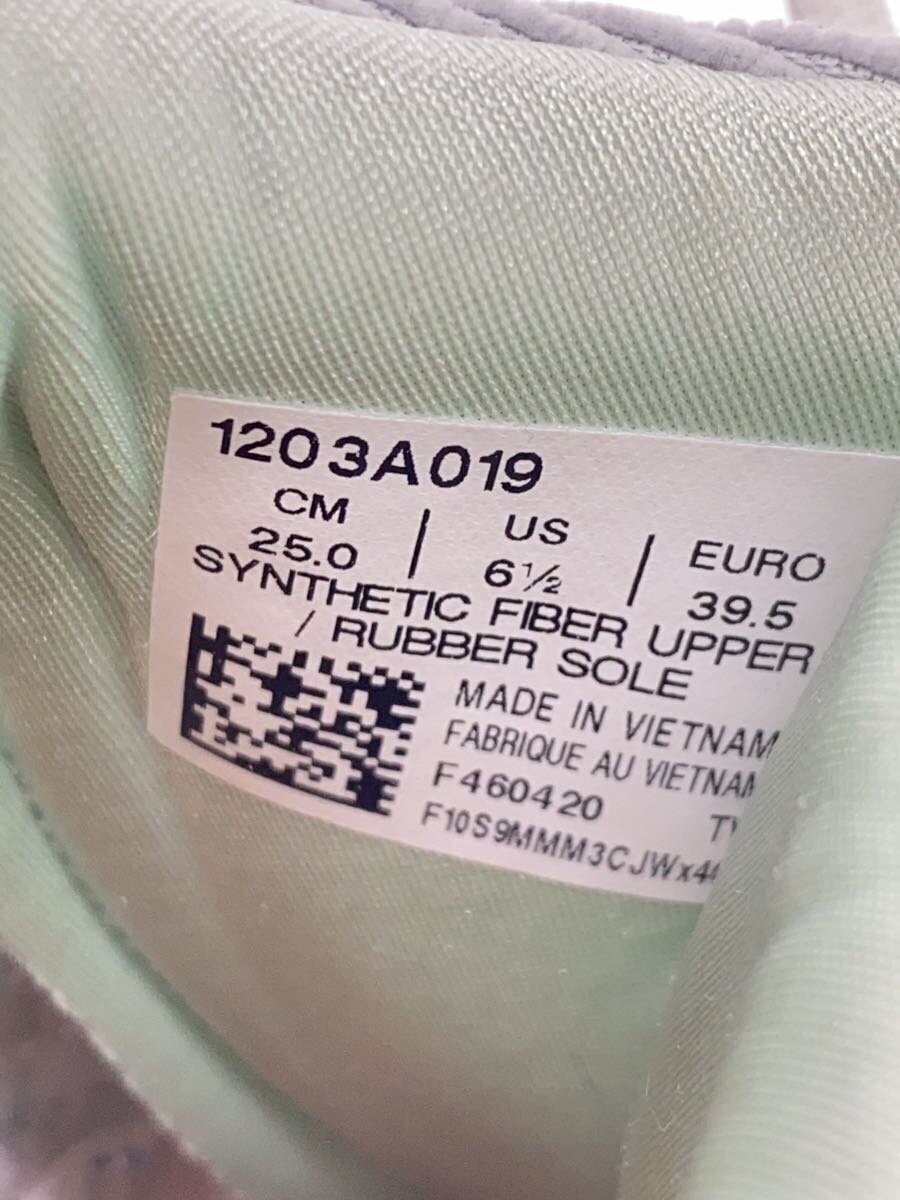 1203A019
CM | US | EURO
25.0 6½ 39.5
SYNTHETIC FIBER UPPER
/ RUBBER SOLE
MADE IN VIETNAM
FABRIQUE AU VIETNAM
F460420
F10S9MMM3CJWx44